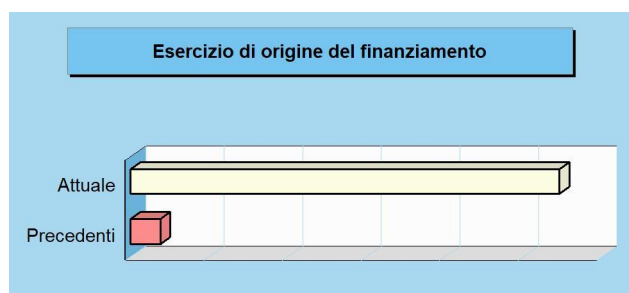 Esercizio di origine del finanziamento
Attuale
Precedenti